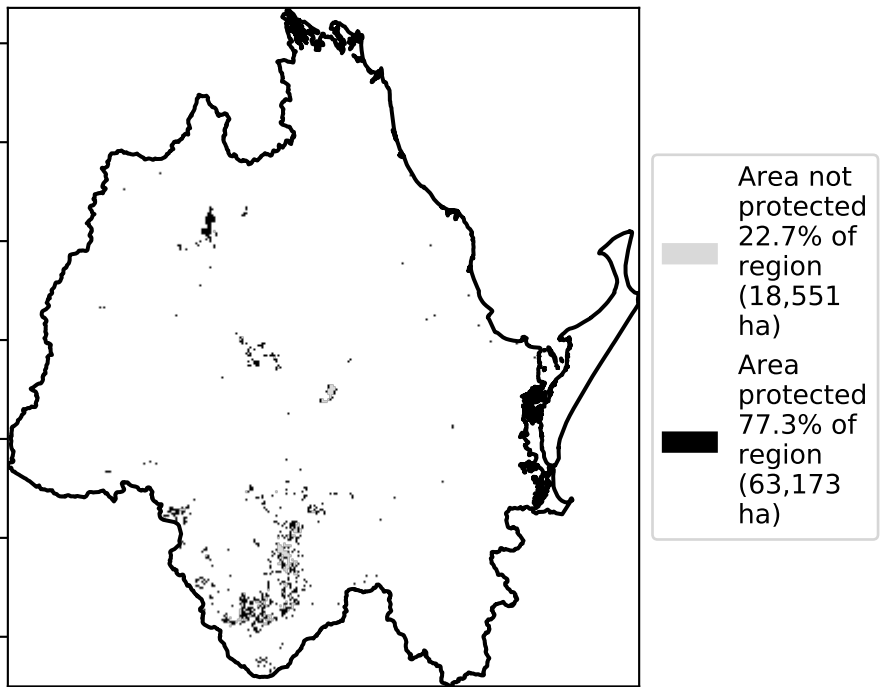 Area not
protected
22.7% of
region
(18,551
ha)
Area
protected
77.3% of
region
(63,173
ha)